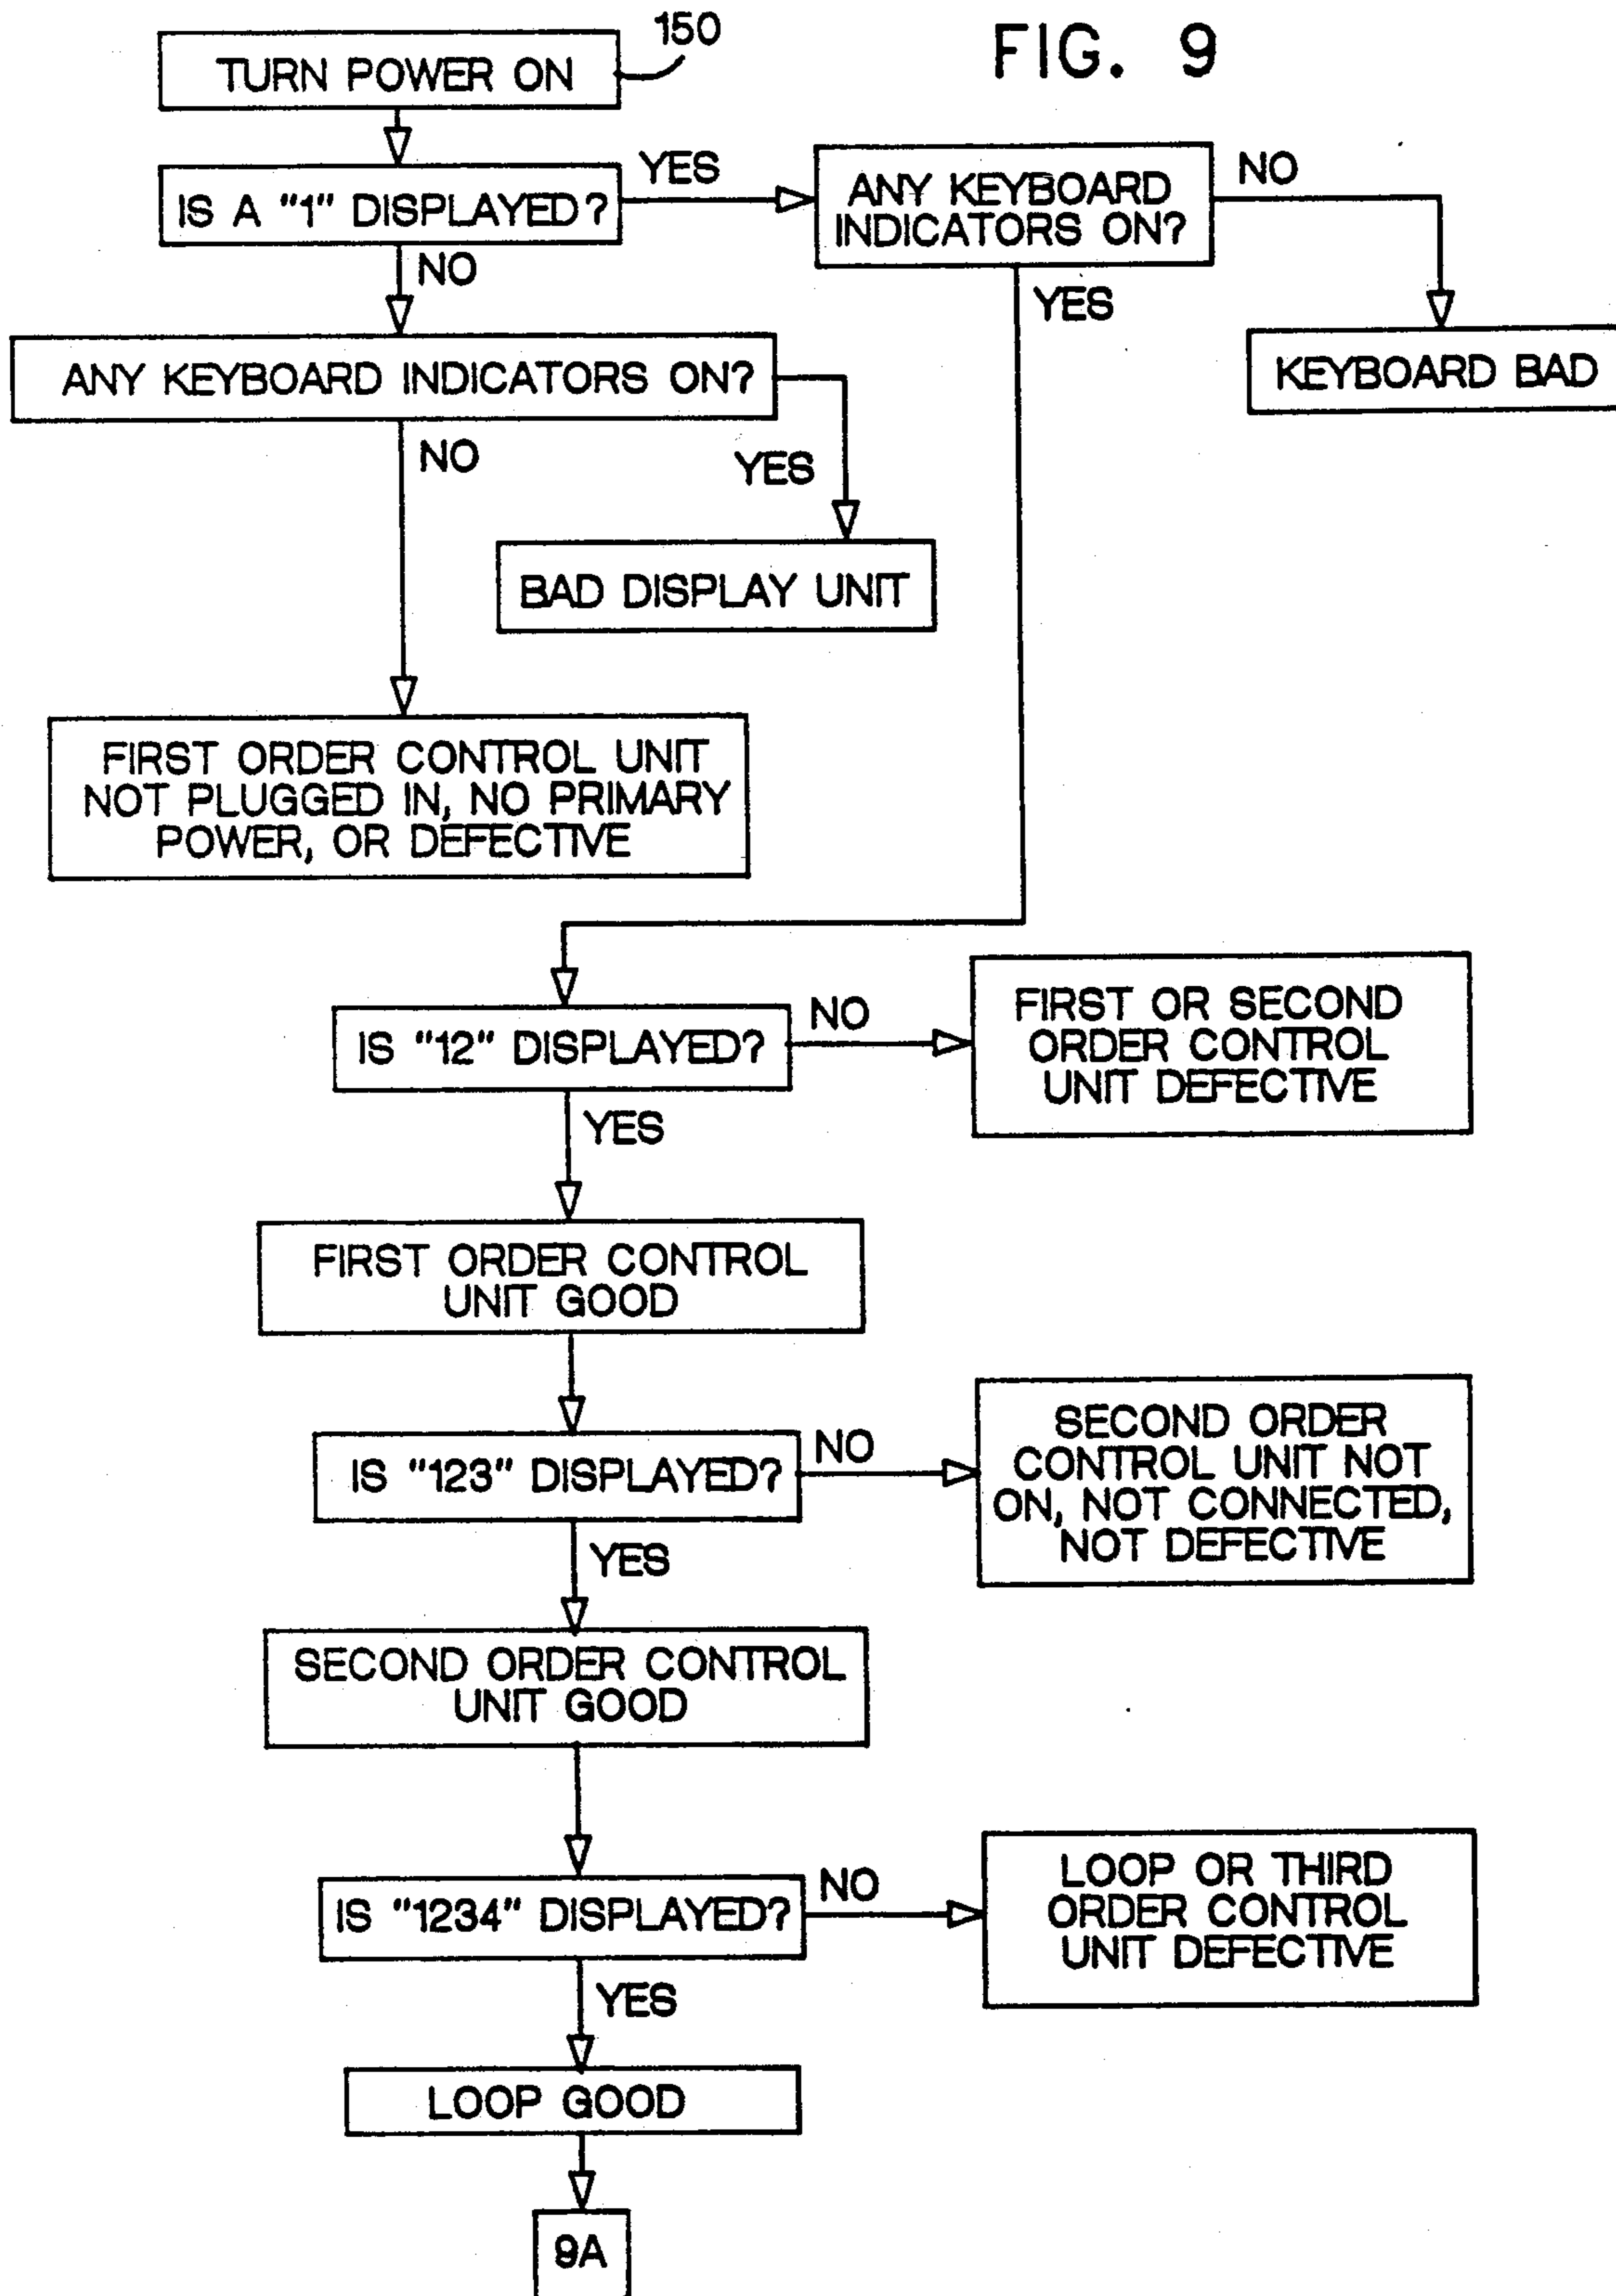 FIG. 9
150
TURN POWER ON
IS A "1" DISPLAYED?
YES
ANY KEYBOARD
INDICATORS ON?
NO
KEYBOARD BAD
YES
NO
ANY KEYBOARD INDICATORS ON?
NO
YES
BAD DISPLAY UNIT
FIRST ORDER CONTROL UNIT
NOT PLUGGED IN, NO PRIMARY
POWER, OR DEFECTIVE
IS "12" DISPLAYED?
NO
FIRST OR SECOND
ORDER CONTROL
UNIT DEFECTIVE
YES
FIRST ORDER CONTROL
UNIT GOOD
IS "123" DISPLAYED?
NO
SECOND ORDER
CONTROL UNIT NOT
ON, NOT CONNECTED,
NOT DEFECTIVE
YES
SECOND ORDER CONTROL
UNIT GOOD
IS "1234" DISPLAYED?
NO
LOOP OR THIRD
ORDER CONTROL
UNIT DEFECTIVE
YES
LOOP GOOD
9A